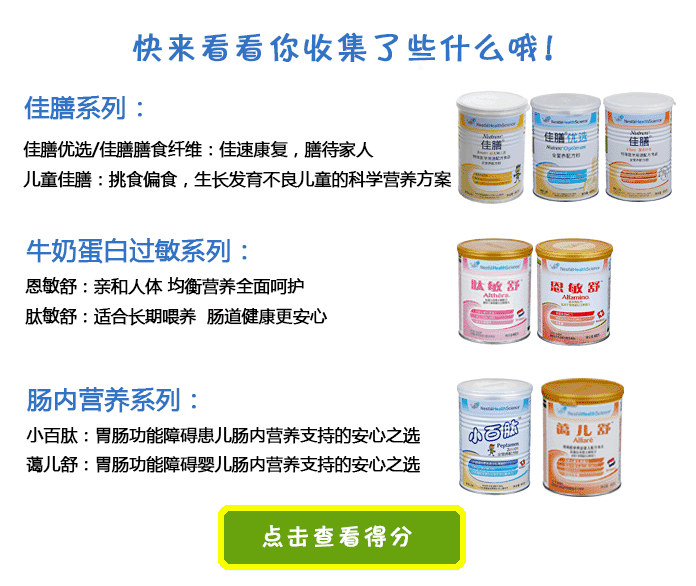 快来看看你收集了些什么哦!
佳膳系列：
佳膳优选/佳膳膳食纤维：佳速康复，膳待家人
儿童佳膳：挑食偏食，生长发育不良儿童的科学营养方案
NestléHealthScience
NestléHealthScience
NestléHealthScience
Nutren
佳膳
佳膳优选
Nutren Optimum
Nutren
佳膳
牛奶蛋白过敏系列：
恩敏舒：亲和人体 均衡营养全面呵护
肽敏舒：适合长期喂养 肠道健康更安心
NestléHealthScience
肽敏舒
Althéra
NestléHealthScience
恩敏舒
Alfamino
肠内营养系列：
小百肽：胃肠功能障碍患儿肠内营养支持的安心之选
蔼儿舒：胃肠功能障碍婴儿肠内营养支持的安心之选
NestléHealthScience
小百肽
Peptamen
NestléHealthScience
蔼儿舒
Alfaré
点击查看得分